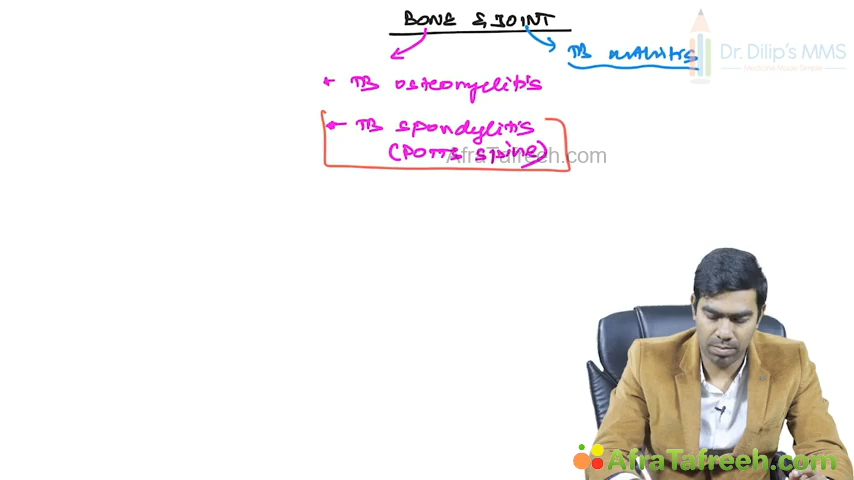 BONE & JOINT
TB arthritis
TB osteomyelitis
TB spondylitis
(POTTS SPINE)
AfraTafreeh.com
Dr. Dilip's MMS
Medicine Made Simple
AfraTafreeh.com